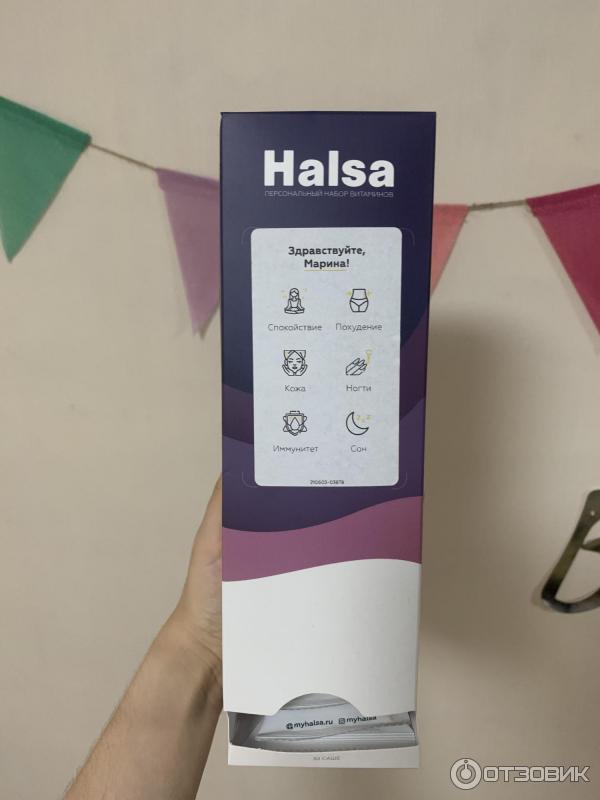 Halsa
ПЕРСОНАЛЬНЫЙ НАБОР ВИТАМИНОВ
Здравствуйте,
Марина!
Спокойствие Похудение
Кожа Ногти
Иммунитет Сон
210603-03878
myhalsa.ru myhalsa
30 САШЕ
ОТЗОВИК